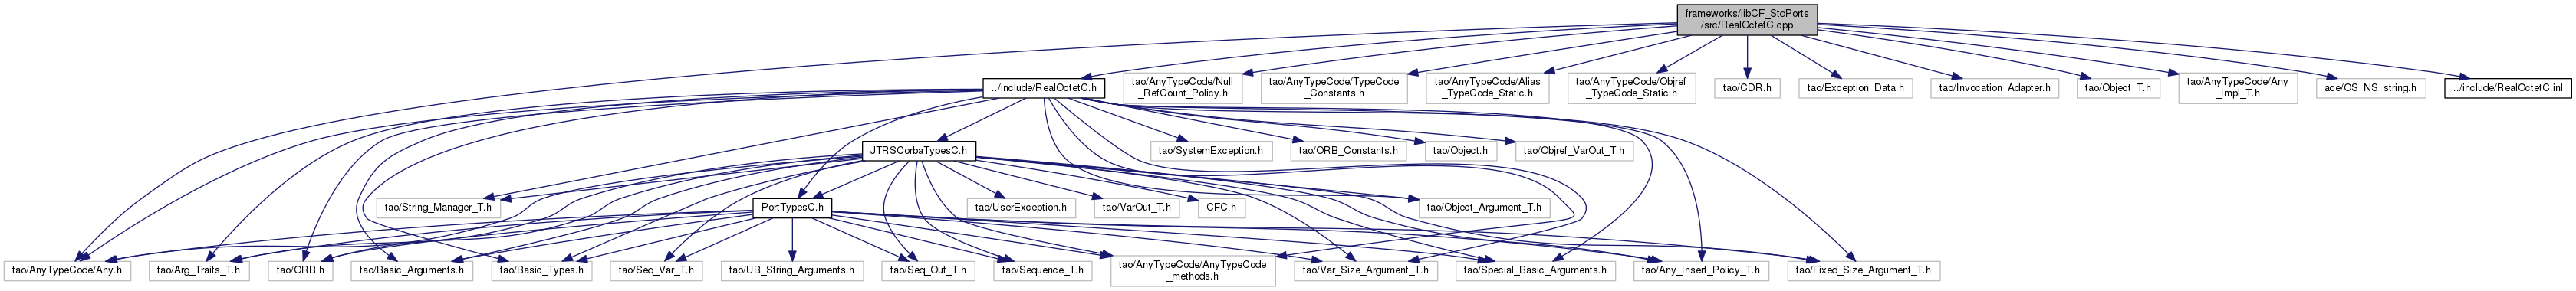 frameworks/libCF_StdPorts
/src/RealOctetC.cpp
../include/RealOctetC.h
tao/AnyTypeCode/Null
_RefCount_Policy.h
tao/AnyTypeCode/TypeCode
_Constants.h
tao/AnyTypeCode/Alias
_TypeCode_Static.h
tao/AnyTypeCode/Objref
_TypeCode_Static.h
tao/CDR.h
tao/Exception_Data.h
tao/Invocation_Adapter.h
tao/Object_T.h
tao/AnyTypeCode/Any
_Impl_T.h
ace/OS_NS_string.h
../include/RealOctetC.inl
JTRSCorbaTypesC.h
tao/SystemException.h
tao/ORB_Constants.h
tao/Object.h
tao/Objref_VarOut_T.h
tao/String_Manager_T.h
PortTypesC.h
tao/UserException.h
tao/VarOut_T.h
CFC.h
tao/Object_Argument_T.h
tao/AnyTypeCode/Any.h
tao/Arg_Traits_T.h
tao/ORB.h
tao/Basic_Arguments.h
tao/Basic_Types.h
tao/Seq_Var_T.h
tao/UB_String_Arguments.h
tao/Seq_Out_T.h
tao/Sequence_T.h
tao/AnyTypeCode/AnyTypeCode
_methods.h
tao/Var_Size_Argument_T.h
tao/Special_Basic_Arguments.h
tao/Any_Insert_Policy_T.h
tao/Fixed_Size_Argument_T.h